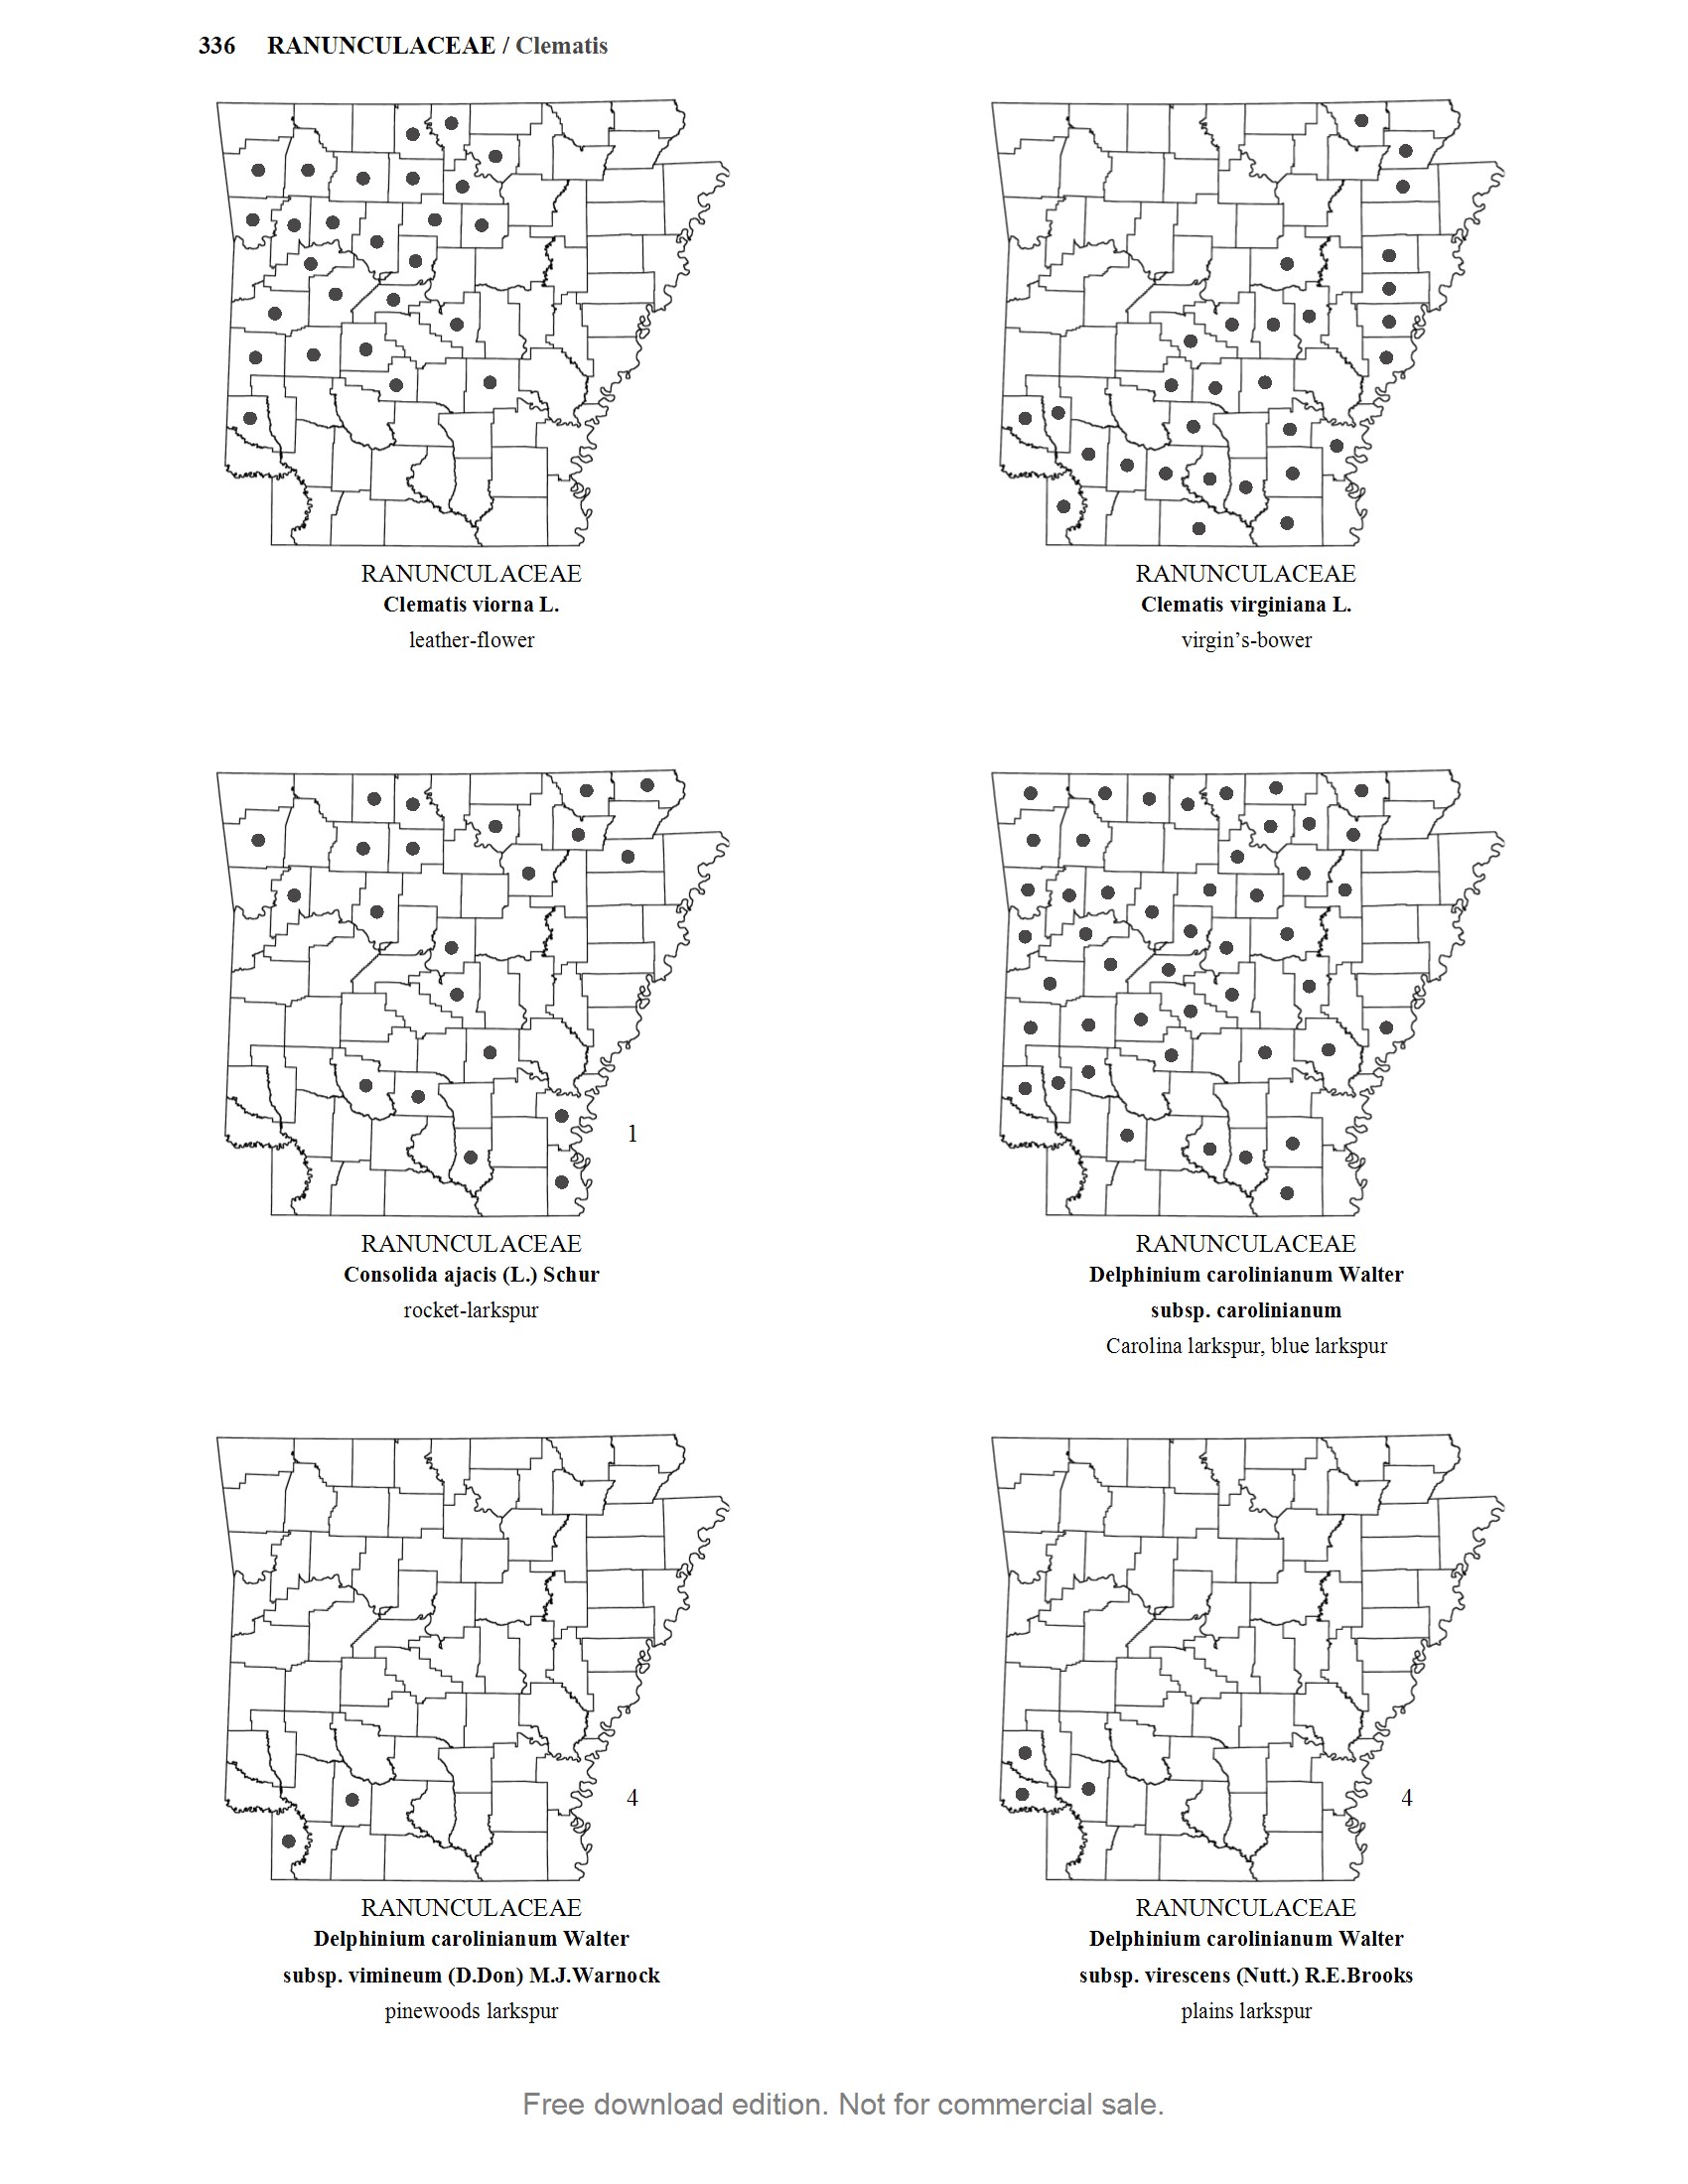 336 RANUNCULACEAE / Clematis
RANUNCULACEAE
Clematis viorna L.
leather-flower
RANUNCULACEAE
Clematis virginiana L.
virgin’s-bower
1
RANUNCULACEAE
Consolida ajacis (L.) Schur
rocket-larkspur
RANUNCULACEAE
Delphinium carolinianum Walter
subsp. carolinianum
Carolina larkspur, blue larkspur
4
RANUNCULACEAE
Delphinium carolinianum Walter
subsp. vimineum (D.Don) M.J.Warnock
pinewoods larkspur
4
RANUNCULACEAE
Delphinium carolinianum Walter
subsp. virescens (Nutt.) R.E.Brooks
plains larkspur
Free download edition. Not for commercial sale.